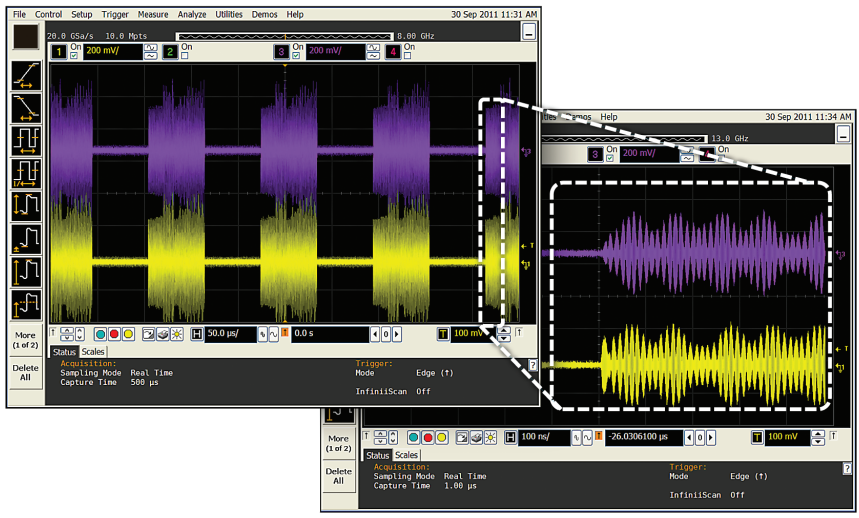 File Control Setup Trigger Measure Analyze Utilities Demos Help 30 Sep 2011 11:31 AM
20.0 GSa/s 10.0 Mpts 8.00 GHz
1 On 200 mV/ 2 On 3 On 200 mV/ 4 On
T
More
(1 of 2)
Delete
All
H 50.0 µs/ 0.0 s 0 T 100 mV
Status Scales
Acquisition:
Sampling Mode Real Time
Capture Time 500 µs
Trigger:
Mode Edge (↑)
InfiniiScan Off
?
Demos Help 30 Sep 2011 11:34 AM
13.0 GHz
3 On 200 mV/ On
T
More
(1 of 2)
Delete
All
H 100 ns/ -26.0306100 µs 0 T 100 mV
Status Scales
Acquisition:
Sampling Mode Real Time
Capture Time 1.00 µs
Trigger:
Mode Edge (↑)
InfiniiScan Off
?